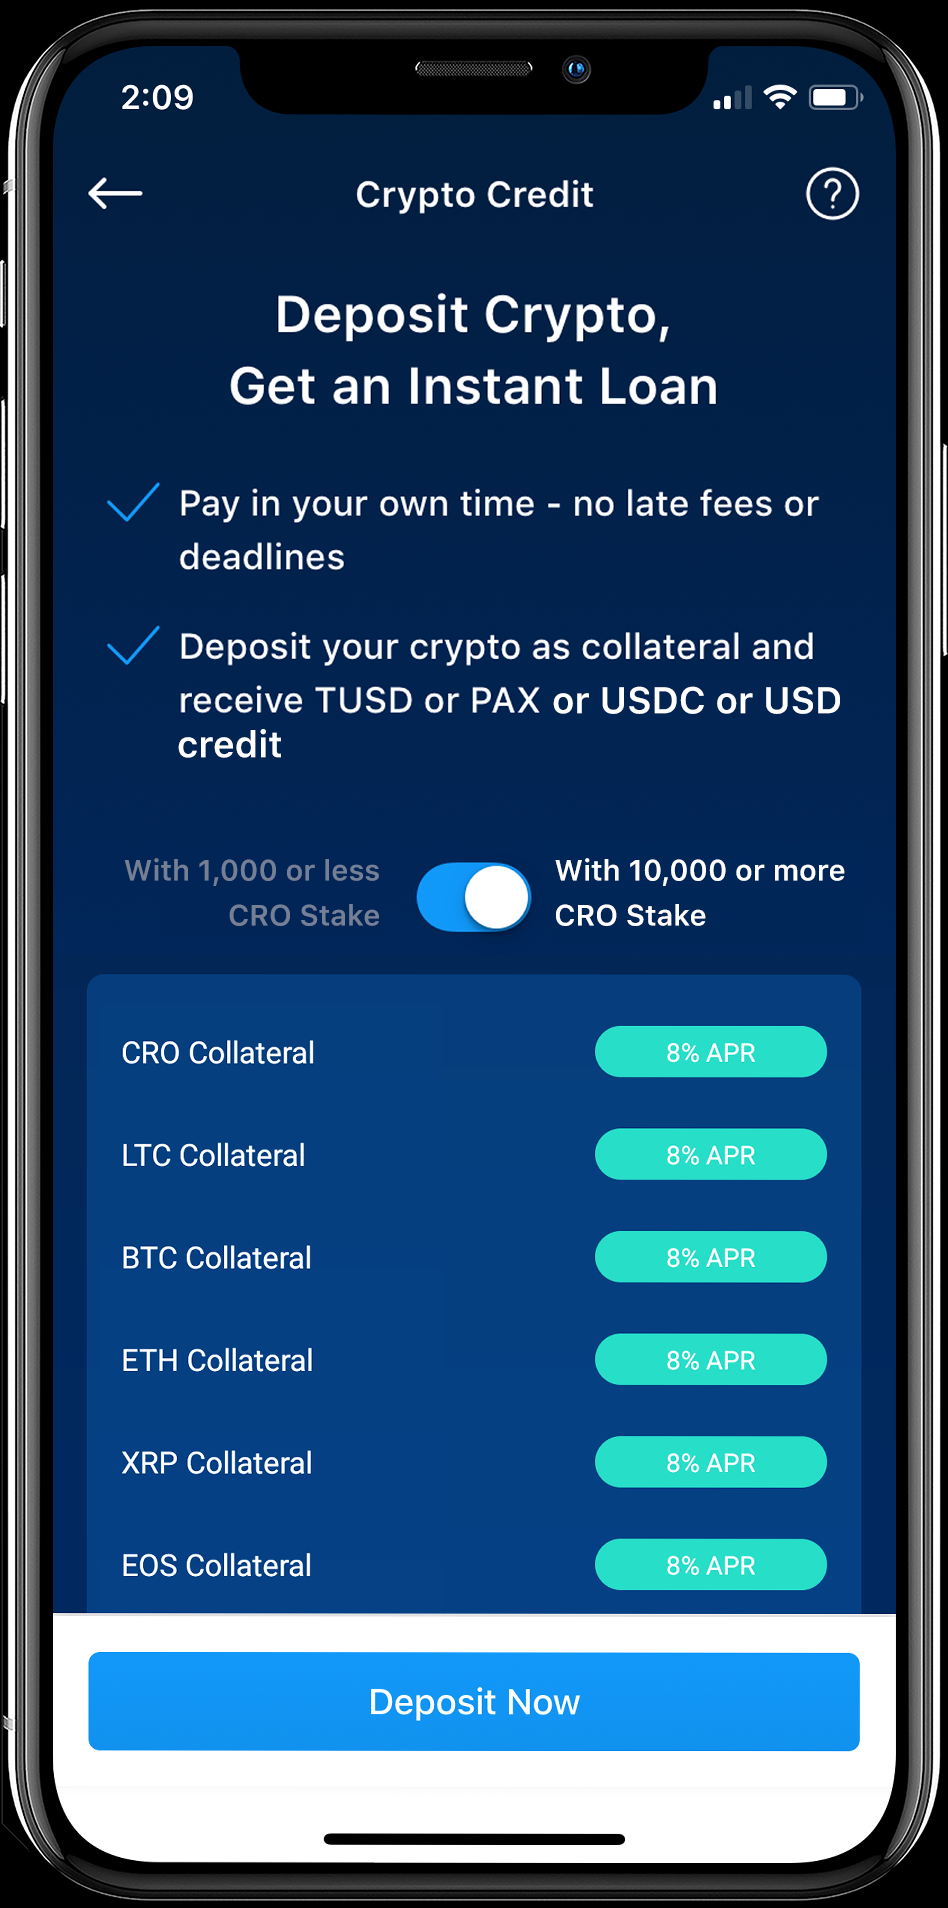 2:09
Crypto Credit
?
Deposit Crypto,
Get an Instant Loan
Pay in your own time - no late fees or
deadlines
Deposit your crypto as collateral and
receive TUSD or PAX or USDC or USD
credit
With 1,000 or less
CRO Stake
With 10,000 or more
CRO Stake
CRO Collateral 8% APR
LTC Collateral 8% APR
BTC Collateral 8% APR
ETH Collateral 8% APR
XRP Collateral 8% APR
EOS Collateral 8% APR
Deposit Now